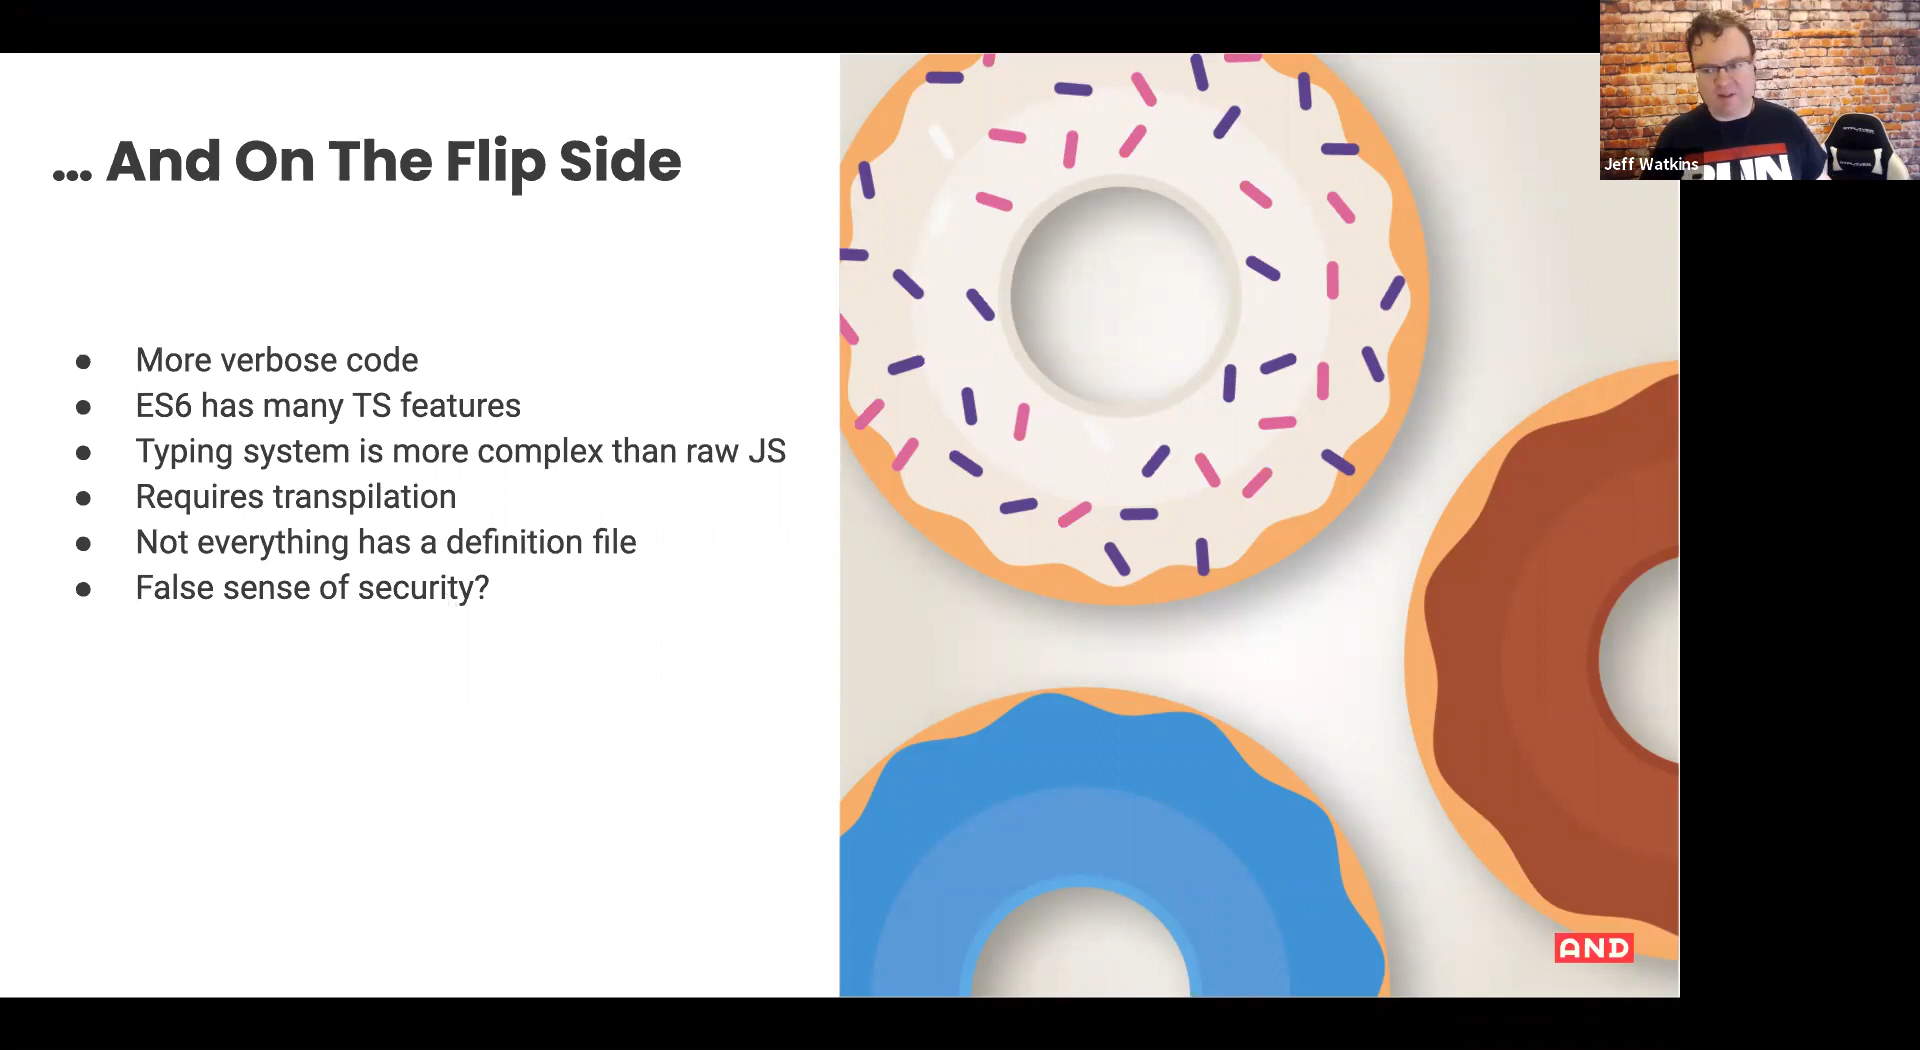 ... And On The Flip Side
● More verbose code
● ES6 has many TS features
● Typing system is more complex than raw JS
● Requires transpilation
● Not everything has a definition file
● False sense of security?
AND
Jeff Watkins
RUN